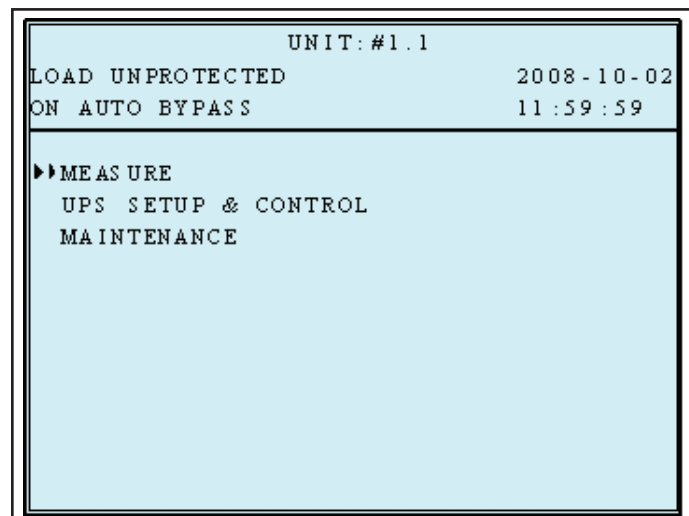 UNIT:#1.1
LOAD UNPROTECTED 2008-10-02
ON AUTO BYPASS 11:59:59
MEASURE
UPS SETUP & CONTROL
MAINTENANCE